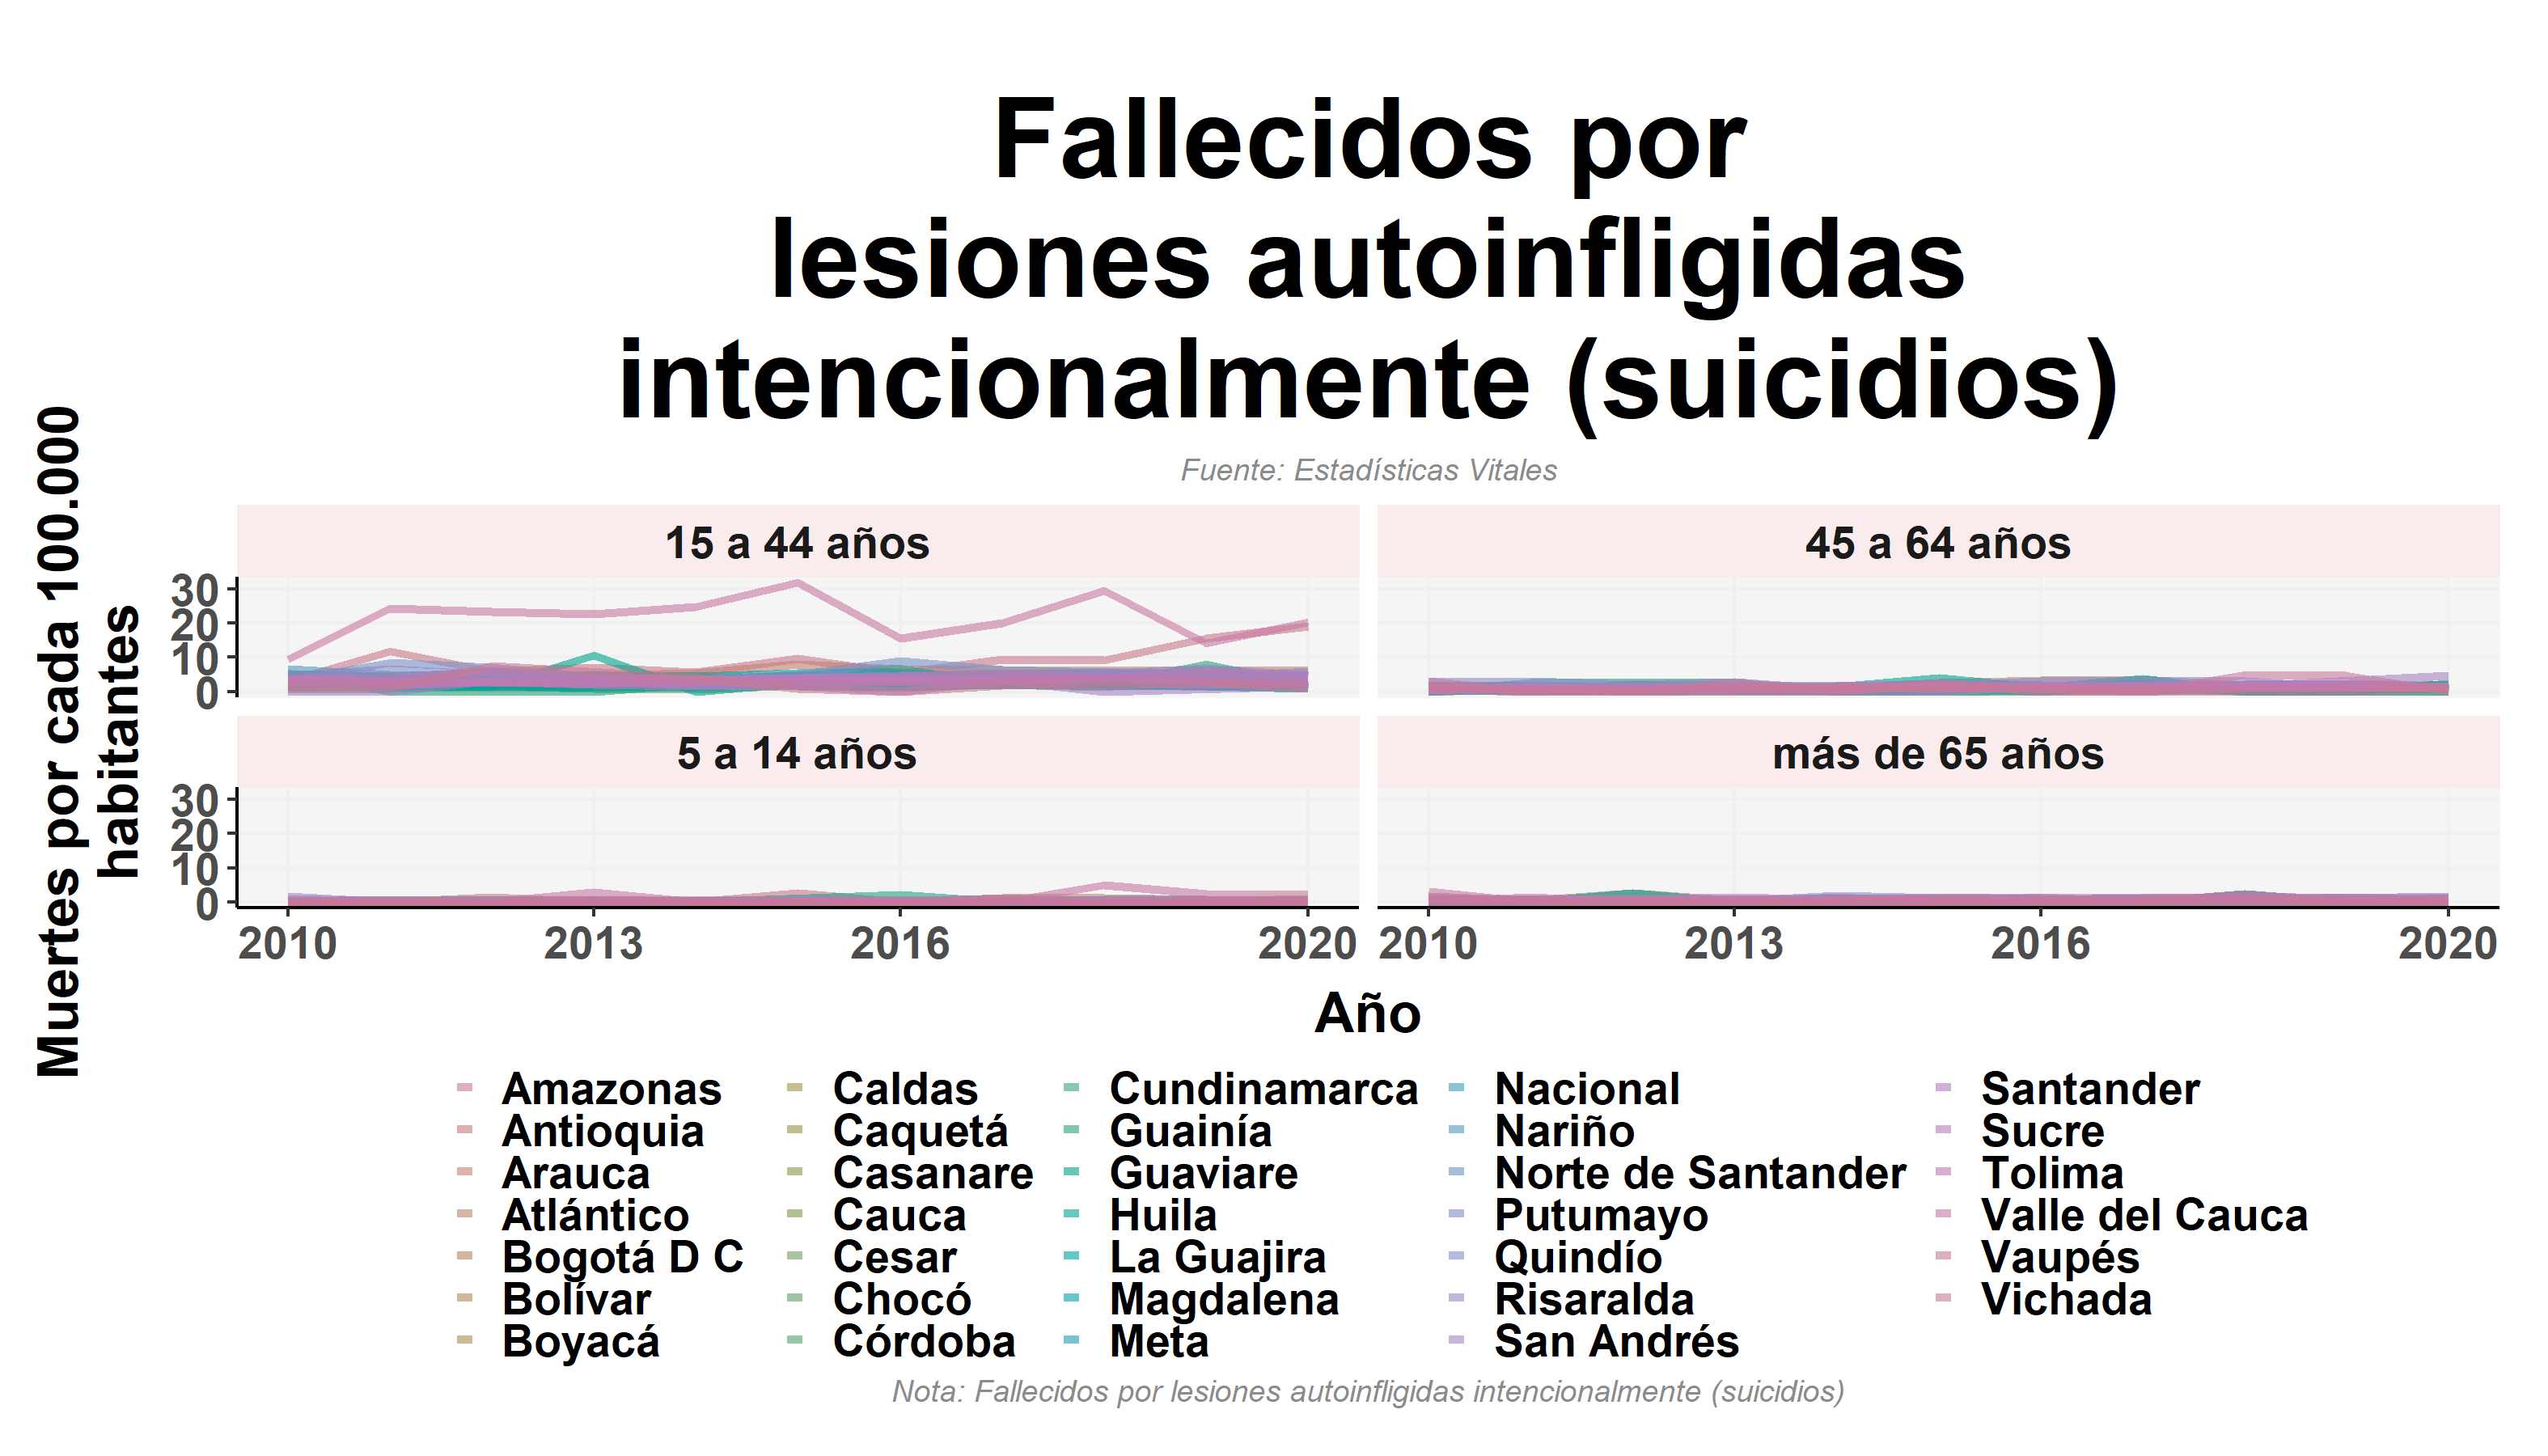 Fallecidos por
lesiones autoinfligidas
intencionalmente (suicidios)
Fuente: Estadísticas Vitales
Muertes por cada 100.000
habitantes
15 a 44 años
45 a 64 años
30
20
10
0
5 a 14 años
más de 65 años
30
20
10
0
2010 2013 2016 2020
2010 2013 2016 2020
Año
Amazonas
Antioquia
Arauca
Atlántico
Bogotá D C
Bolívar
Boyacá
Caldas
Caquetá
Casanare
Cauca
Cesar
Chocó
Córdoba
Cundinamarca
Guainía
Guaviare
Huila
La Guajira
Magdalena
Meta
Nacional
Nariño
Norte de Santander
Putumayo
Quindío
Risaralda
San Andrés
Santander
Sucre
Tolima
Valle del Cauca
Vaupés
Vichada
Nota: Fallecidos por lesiones autoinfligidas intencionalmente (suicidios)